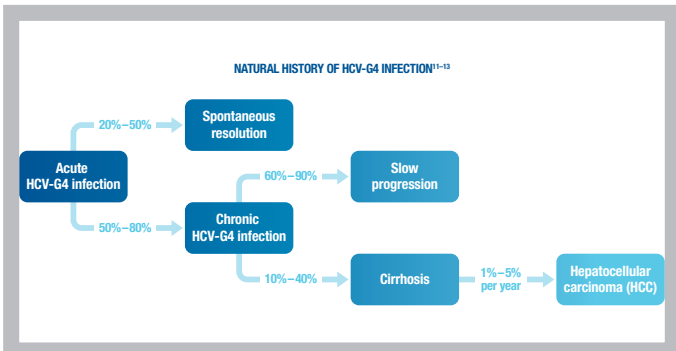 NATURAL HISTORY OF HCV-G4 INFECTION11–13
20%–50%
Spontaneous
resolution
Acute
HCV-G4 infection
60%–90%
Slow
progression
50%–80%
Chronic
HCV-G4 infection
10%–40%
Cirrhosis
1%–5%
per year
Hepatocellular
carcinoma (HCC)